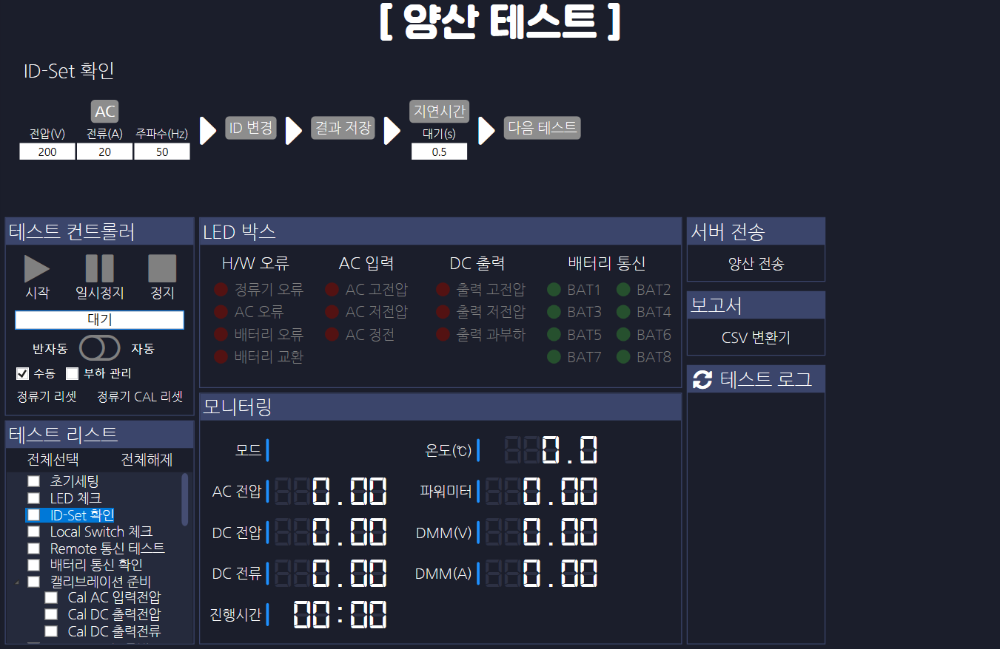 [ 양산 테스트 ]
ID-Set 확인
AC
전압(V) 전류(A) 주파수(Hz)
200 20 50
ID 변경
결과 저장
지연시간
대기(s)
0.5
다음 테스트
테스트 컨트롤러
시작 일시정지 정지
대기
반자동 자동
수동 부하 관리
정류기 리셋 정류기 CAL 리셋
테스트 리스트
전체선택 전체해제
초기세팅
LED 체크
ID-Set 확인
Local Switch 체크
Remote 통신 테스트
배터리 통신 확인
캘리브레이션 준비
Cal AC 입력전압
Cal DC 출력전압
Cal DC 출력전류
LED 박스
H/W 오류 AC 입력 DC 출력 배터리 통신
정류기 오류 AC 고전압 출력 고전압 BAT1 BAT2
AC 오류 AC 저전압 출력 저전압 BAT3 BAT4
배터리 오류 AC 정전 출력 과부하 BAT5 BAT6
배터리 교환 BAT7 BAT8
모니터링
모드 온도(℃) 0.0
AC 전압 0.00 파워미터 0.00
DC 전압 0.00 DMM(V) 0.00
DC 전류 0.00 DMM(A) 0.00
진행시간 00:00
서버 전송
양산 전송
보고서
CSV 변환기
테스트 로그